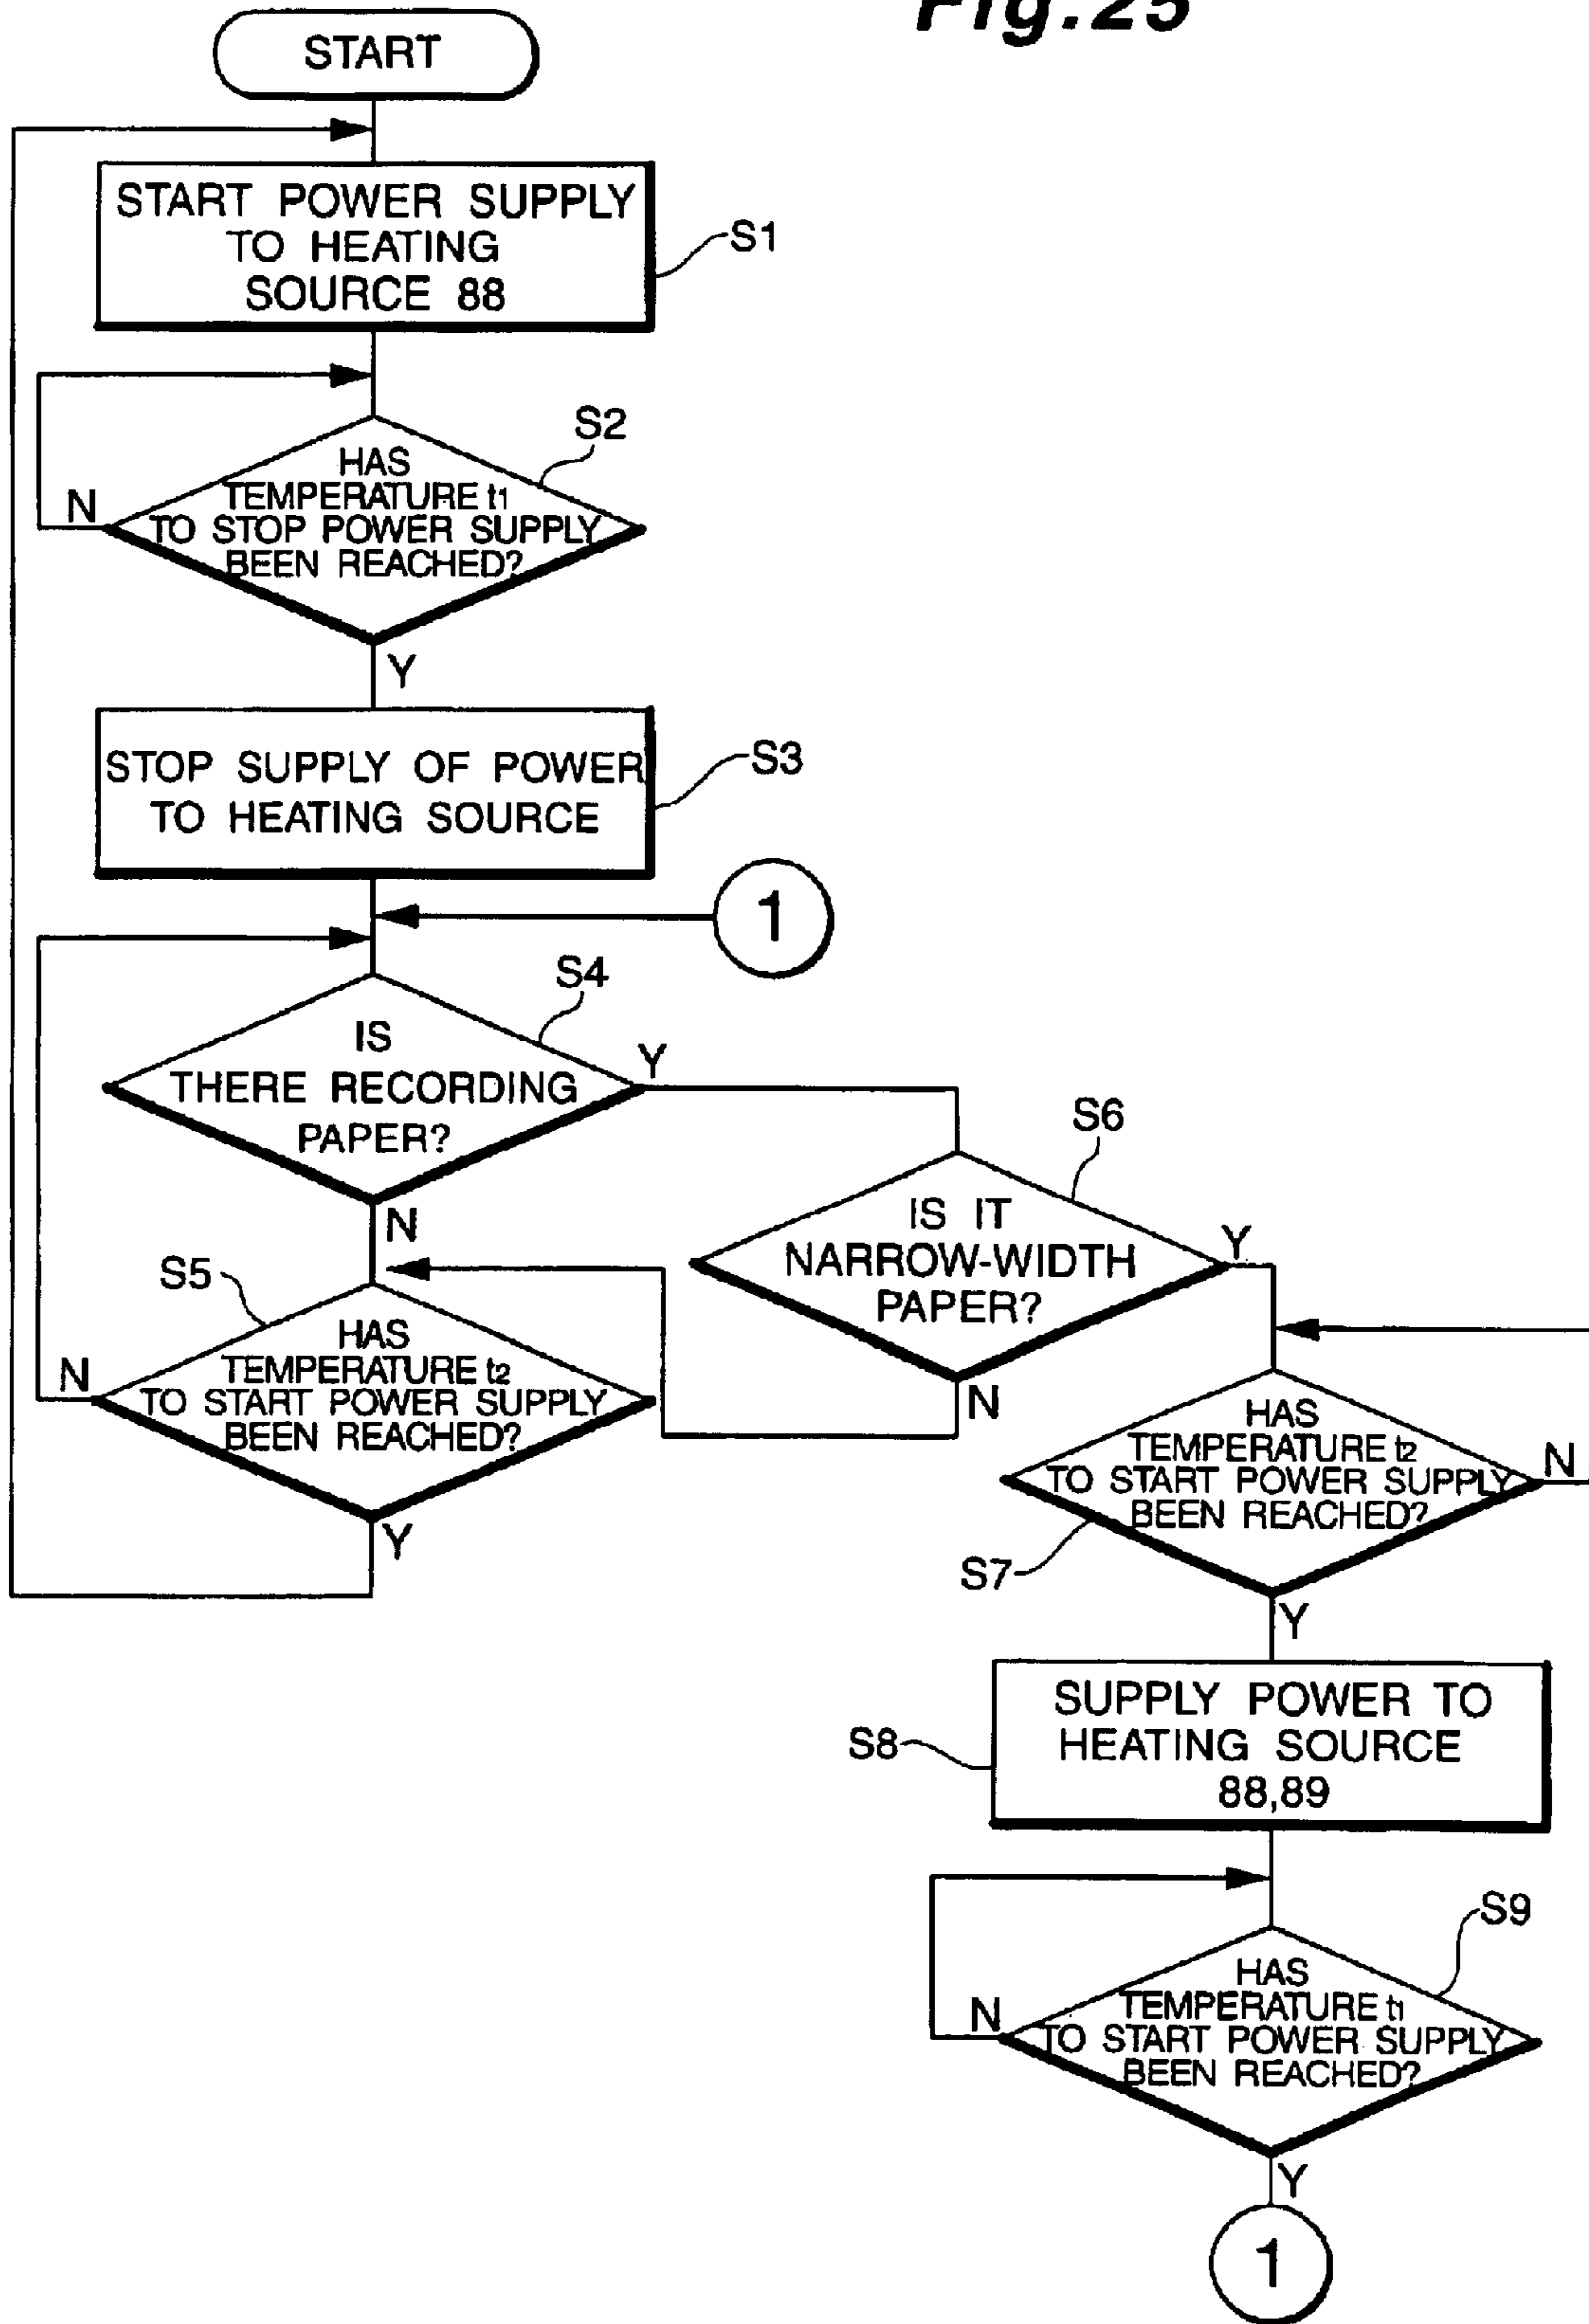 Fig.25
START
START POWER SUPPLY
TO HEATING
SOURCE 88
S1
S2
HAS
TEMPERATURE t1
TO STOP POWER SUPPLY
BEEN REACHED?
N
Y
STOP SUPPLY OF POWER
TO HEATING SOURCE
S3
1
S4
IS
THERE RECORDING
PAPER?
Y
N
S5
HAS
TEMPERATURE t2
TO START POWER SUPPLY
BEEN REACHED?
N
Y
S6
IS IT
NARROW-WIDTH
PAPER?
Y
N
HAS
TEMPERATURE t2
TO START POWER SUPPLY
BEEN REACHED?
N
S7
Y
SUPPLY POWER TO
HEATING SOURCE
88,89
S8
S9
HAS
TEMPERATURE t1
TO START POWER SUPPLY
BEEN REACHED?
N
Y
1